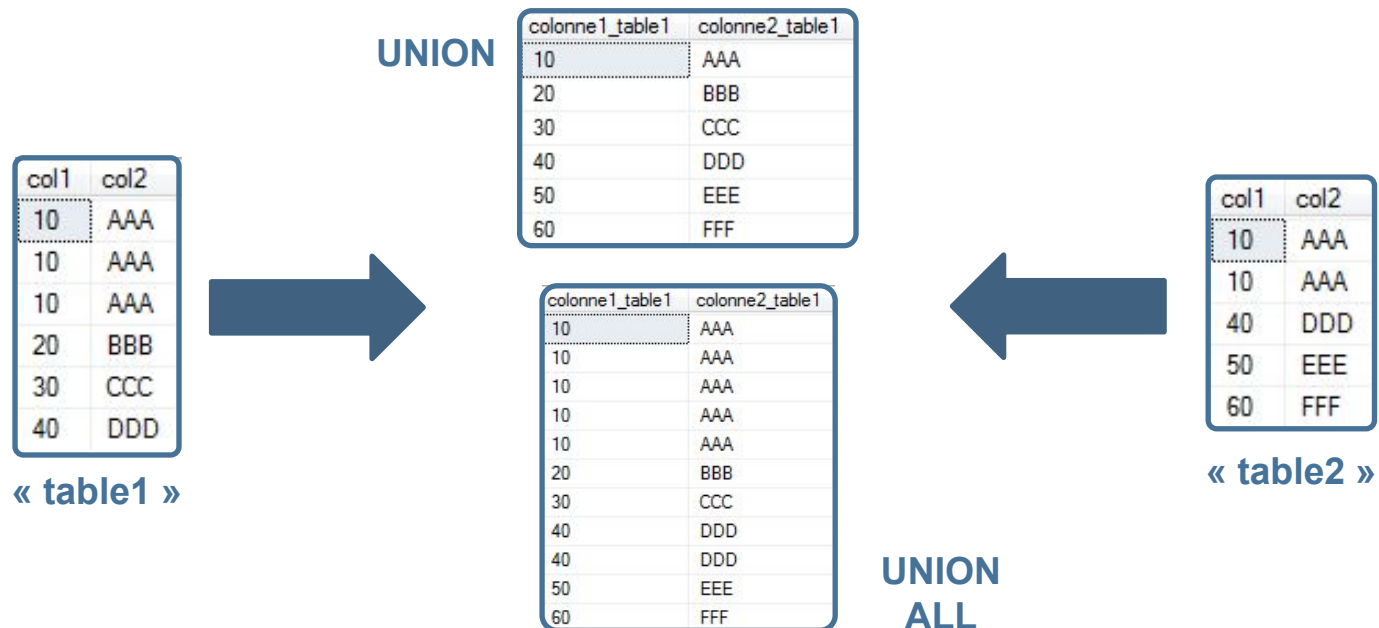 UNION
colonne1_table1 colonne2_table1
10 AAA
20 BBB
30 CCC
40 DDD
50 EEE
60 FFF
col1 col2
10 AAA
10 AAA
10 AAA
20 BBB
30 CCC
40 DDD
« table1 »
colonne1_table1 colonne2_table1
10 AAA
10 AAA
10 AAA
10 AAA
10 AAA
20 BBB
30 CCC
40 DDD
40 DDD
50 EEE
60 FFF
UNION
ALL
col1 col2
10 AAA
10 AAA
40 DDD
50 EEE
60 FFF
« table2 »